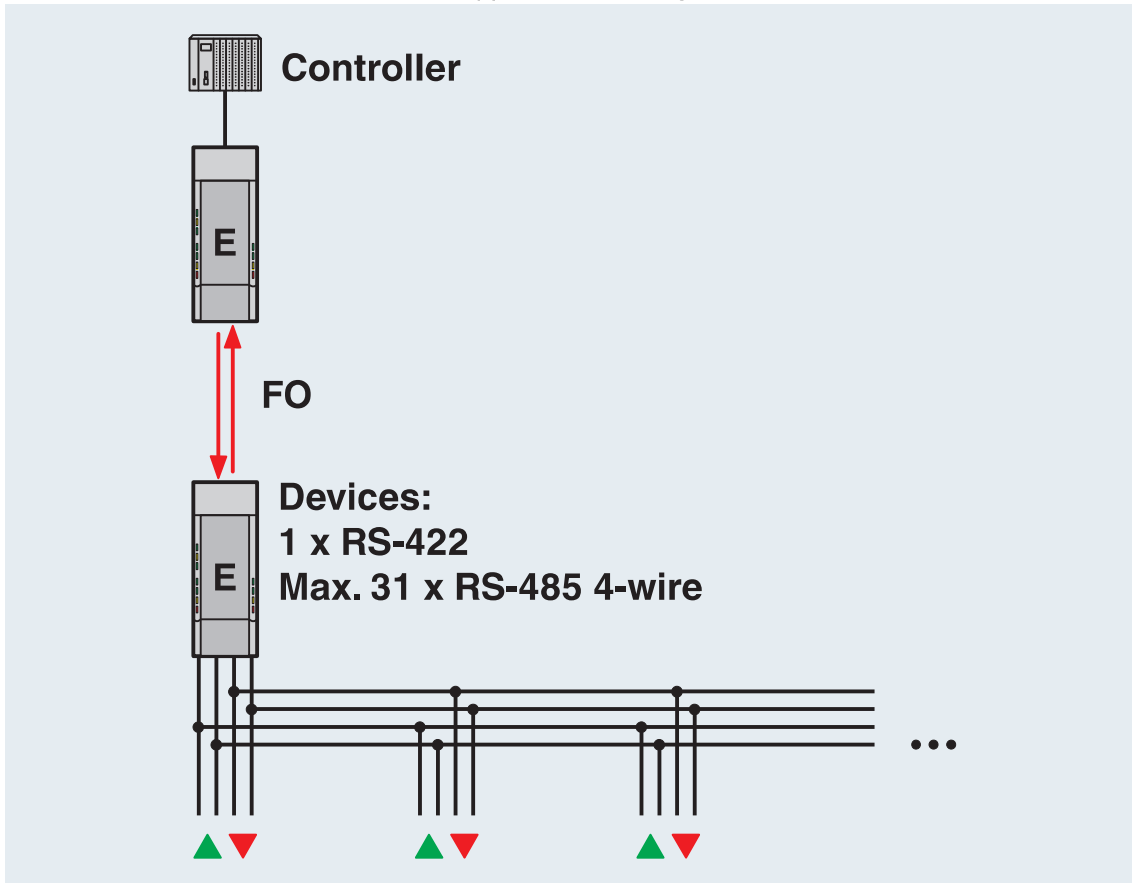 Controller
E
FO
Devices:
1 x RS-422
Max. 31 x RS-485 4-wire
E